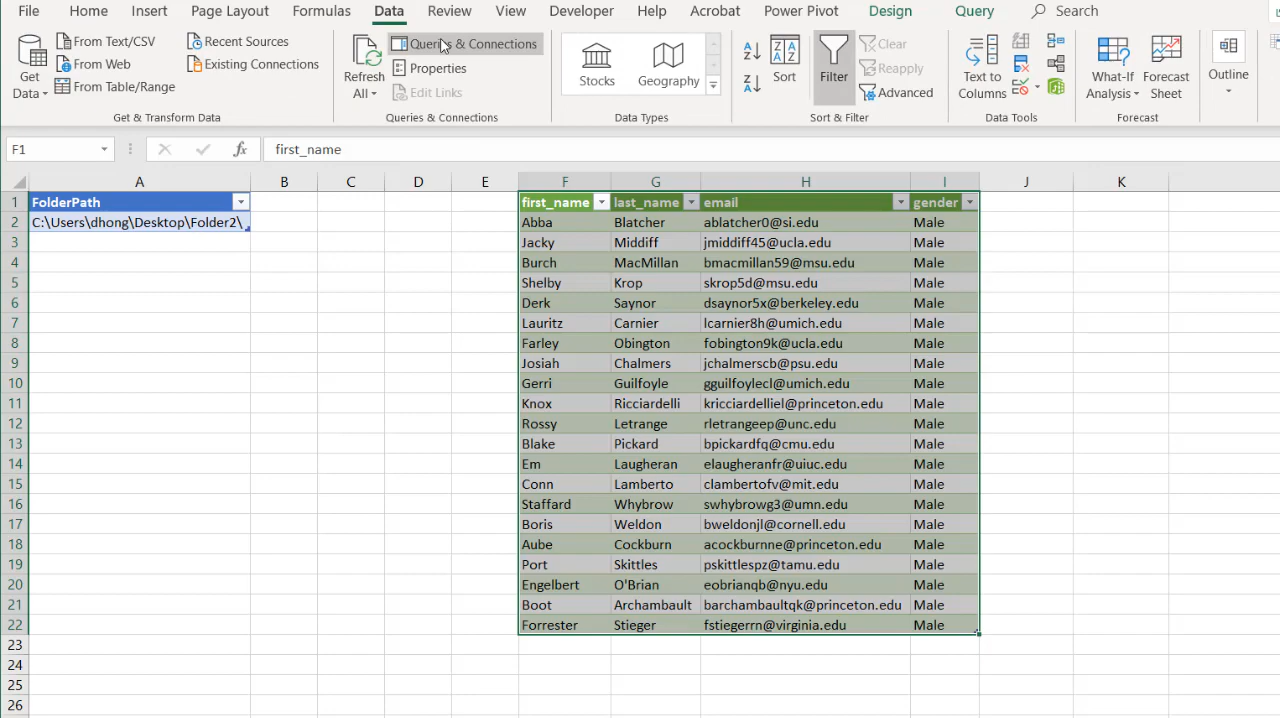 File Home Insert Page Layout Formulas Data Review View Developer Help Acrobat Power Pivot Design Query Search
Get Data
From Text/CSV
From Web
From Table/Range
Recent Sources
Existing Connections
Get & Transform Data
Refresh All
Queries & Connections
Properties
Edit Links
Queries & Connections
Stocks
Geography
Data Types
Sort
Filter
Clear
Reapply
Advanced
Sort & Filter
Text to Columns
Data Tools
What-If Analysis
Forecast Sheet
Forecast
Outline
F1 fx first_name
A B C D E F G H I J K
1 FolderPath first_name last_name email gender
2 C:\Users\dhong\Desktop\Folder2\ Abba Blatcher ablatcher0@si.edu Male
3 Jacky Middiff jmiddiff45@ucla.edu Male
4 Burch MacMillan bmacmillan59@msu.edu Male
5 Shelby Krop skrop5d@msu.edu Male
6 Derk Saynor dsaynor5x@berkeley.edu Male
7 Lauritz Carnier lcarnier8h@umich.edu Male
8 Farley Obington fobington9k@ucla.edu Male
9 Josiah Chalmers jchalmerscb@psu.edu Male
10 Gerri Guilfoyle gguilfoylecl@umich.edu Male
11 Knox Ricciardelli kricciardelliel@princeton.edu Male
12 Rossy Letrange rletrangeep@unc.edu Male
13 Blake Pickard bpickardfq@cmu.edu Male
14 Em Laugheran elaugheranfr@uiuc.edu Male
15 Conn Lamberto clambertofv@mit.edu Male
16 Staffard Whybrow swhybrowg3@umn.edu Male
17 Boris Weldon bweldonjl@cornell.edu Male
18 Aube Cockburn acockburnne@princeton.edu Male
19 Port Skittles pskittlespz@tamu.edu Male
20 Engelbert O'Brian eobrianqb@nyu.edu Male
21 Boot Archambault barchambaultqk@princeton.edu Male
22 Forrester Stieger fstiegerrn@virginia.edu Male
23
24
25
26